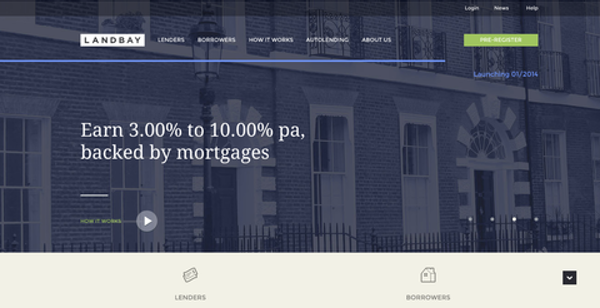 Login News Help
LANDBAY LENDERS BORROWERS HOW IT WORKS AUTOLENDING ABOUT US PRE-REGISTER
Launching 01/2014
Earn 3.00% to 10.00% pa,
backed by mortgages
HOW IT WORKS
LENDERS BORROWERS